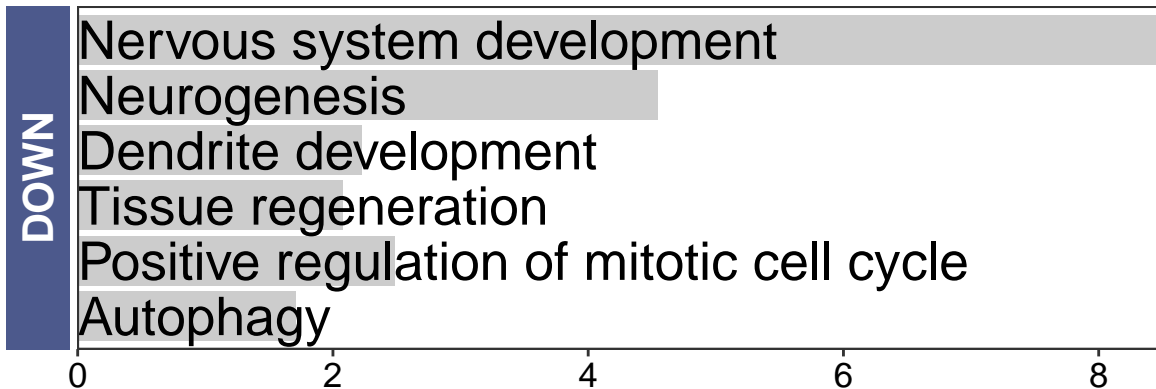 DOWN
Nervous system development
Neurogenesis
Dendrite development
Tissue regeneration
Positive regulation of mitotic cell cycle
Autophagy
0 2 4 6 8